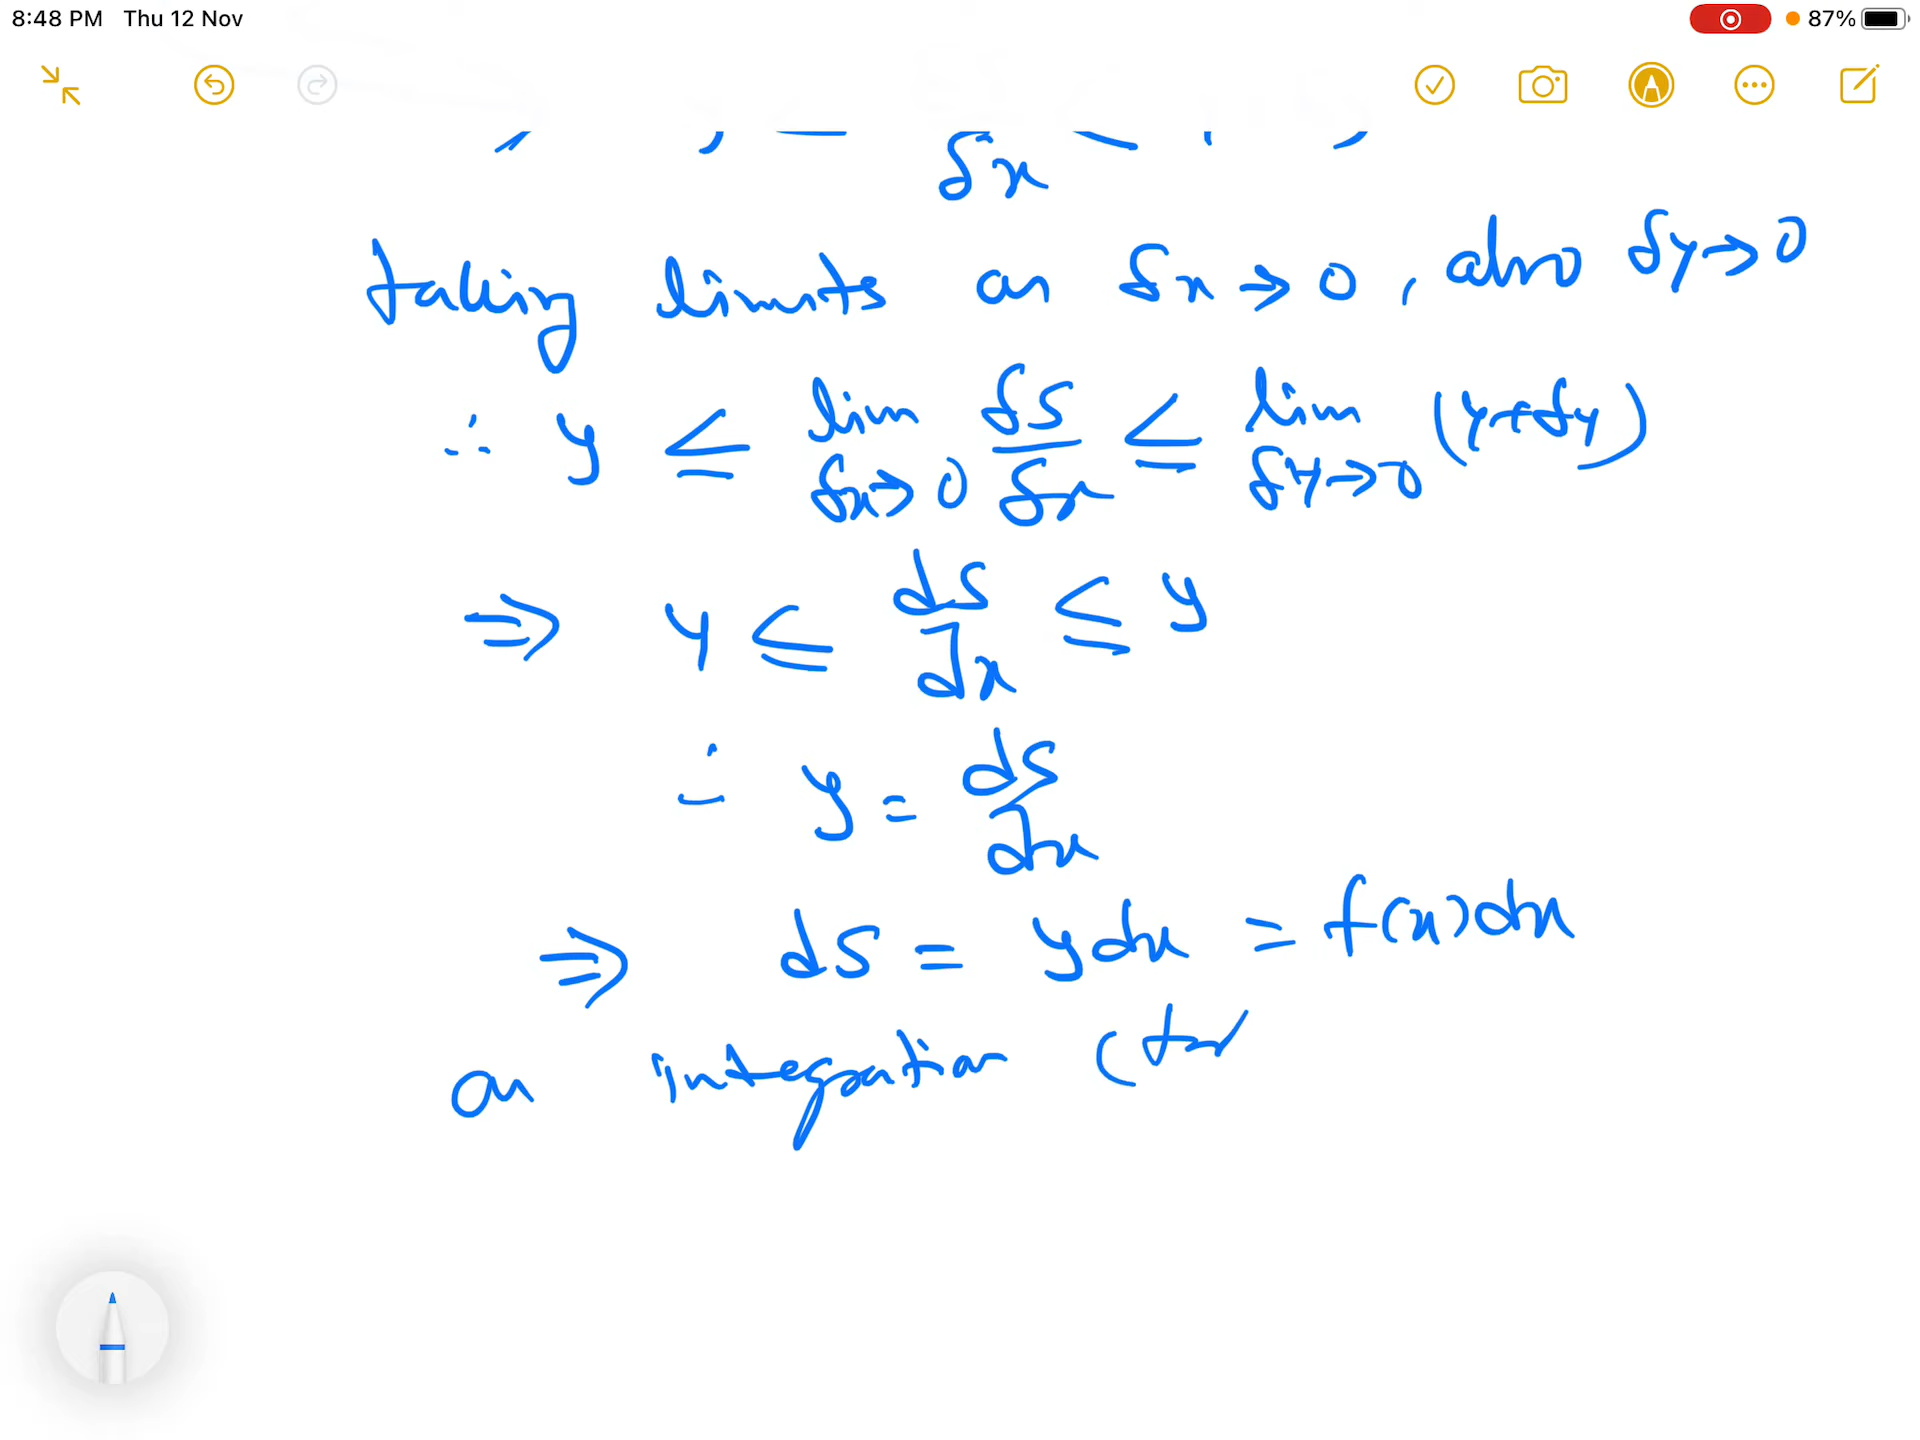 8:48 PM Thu 12 Nov 87%
δx
taking limits as δx → 0, also δy → 0
∴ y ≤ lim δx→0 δS/δx ≤ lim δy→0 (y+δy)
⇒ y ≤ dS/dx ≤ y
∴ y = dS/dx
⇒ dS = y dx = f(x) dx
on integration (